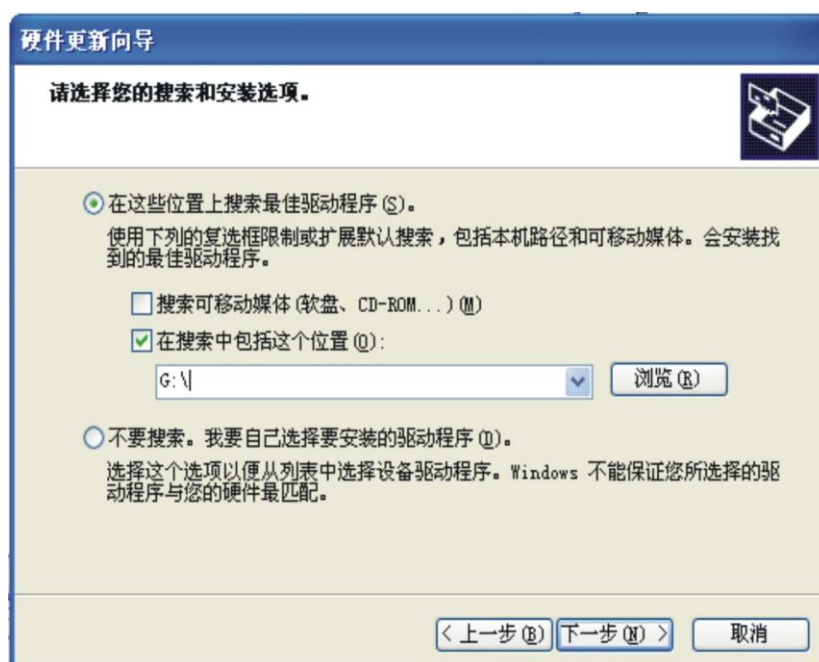 硬件更新向导
请选择您的搜索和安装选项。
在这些位置上搜索最佳驱动程序(S)。
使用下列的复选框限制或扩展默认搜索，包括本机路径和可移动媒体。会安装找
到的最佳驱动程序。
搜索可移动媒体(软盘、CD-ROM...)(M)
在搜索中包括这个位置(O):
G:\
浏览(R)
不要搜索。我要自己选择要安装的驱动程序(D)。
选择这个选项以便从列表中选择设备驱动程序。Windows 不能保证您所选择的驱
动程序与您的硬件最匹配。
< 上一步(B) 下一步(N) > 取消